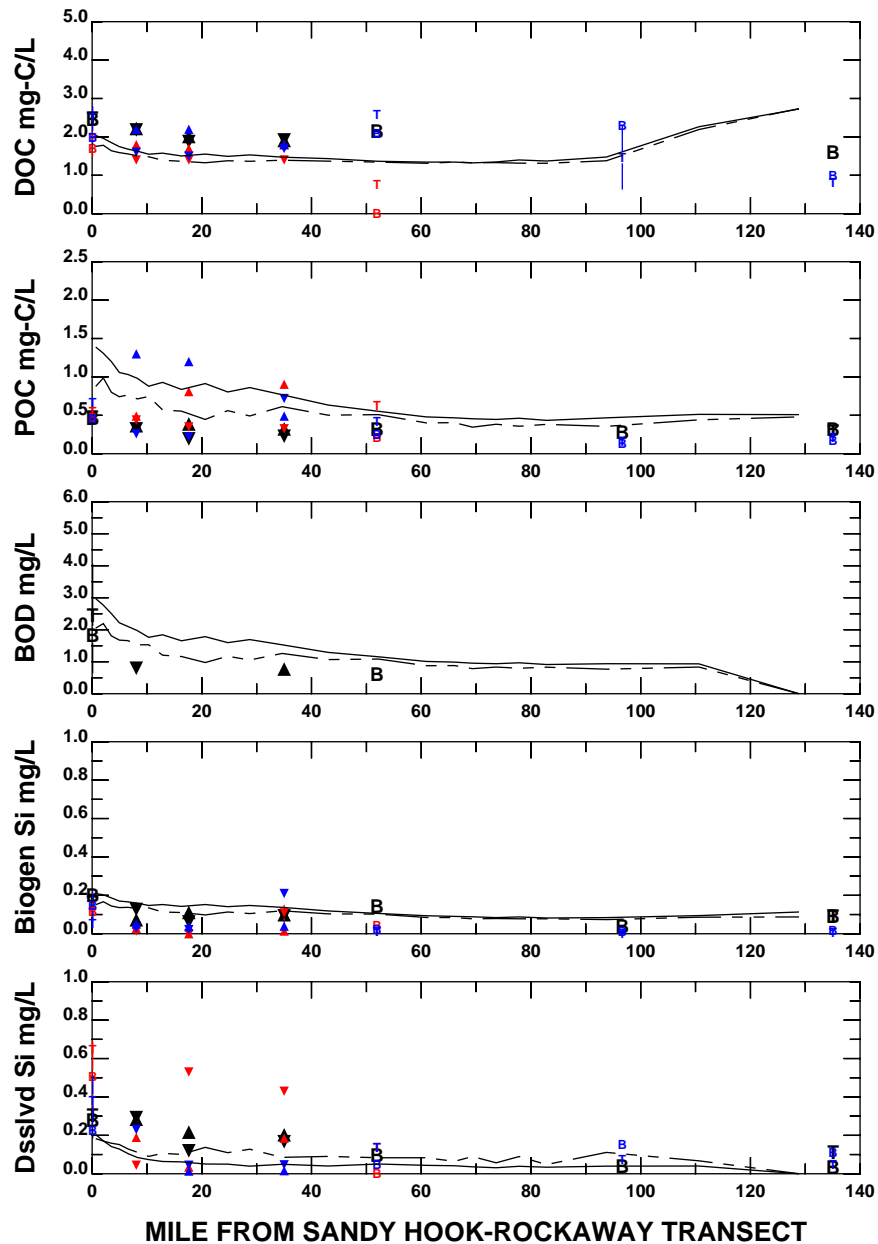 5.0
4.0
3.0
2.0
1.0
0.0
DOC mg-C/L
0 20 40 60 80 100 120 140
T B T B T B T B T B B T B T B B T
2.5
2.0
1.5
1.0
0.5
0.0
POC mg-C/L
0 20 40 60 80 100 120 140
6.0
5.0
4.0
3.0
2.0
1.0
0.0
BOD mg/L
T
B
B
0 20 40 60 80 100 120 140
1.0
0.8
0.6
0.4
0.2
0.0
Biogen Si mg/L
0 20 40 60 80 100 120 140
1.0
0.8
0.6
0.4
0.2
0.0
Dsslvd Si mg/L
0 20 40 60 80 100 120 140
MILE FROM SANDY HOOK-ROCKAWAY TRANSECT